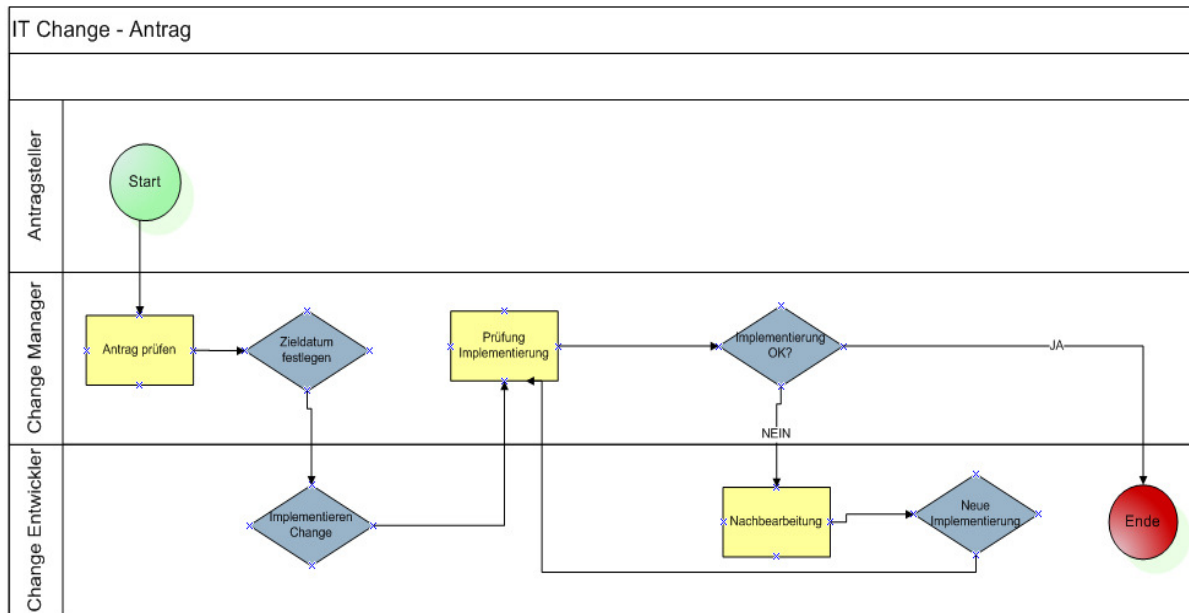 IT Change - Antrag
Antragsteller
Start
Change Manager
Antrag prüfen
Zieldatum
festlegen
Prüfung
Implementierung
Implementierung
OK?
JA
NEIN
Change Entwickler
Implementieren
Change
Nachbearbeitung
Neue
Implementierung
Ende